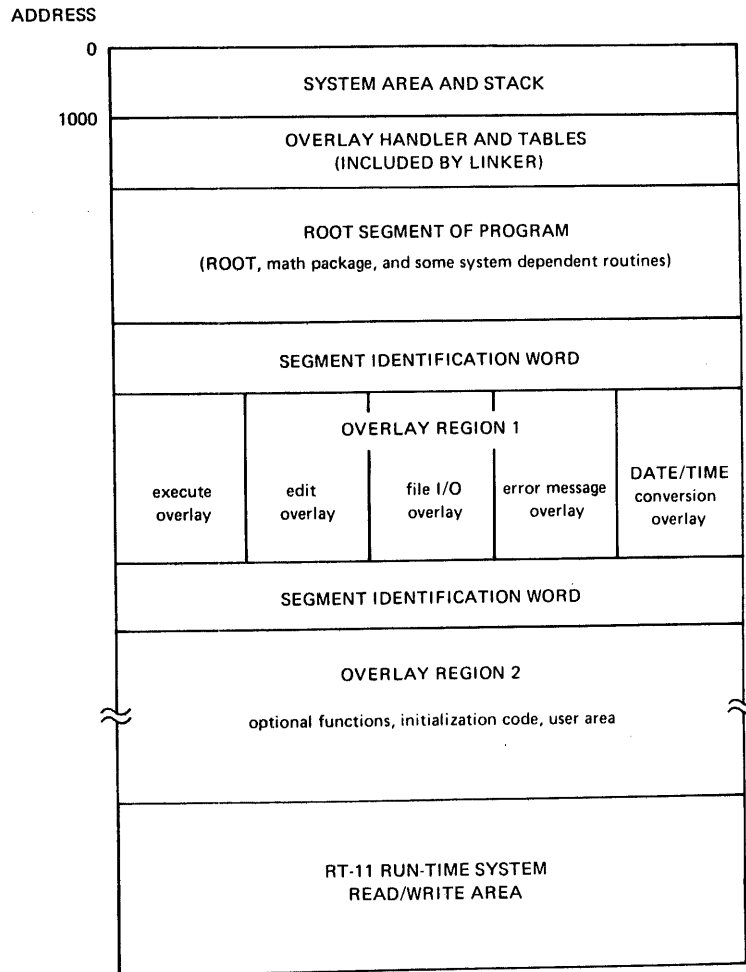 ADDRESS
0
SYSTEM AREA AND STACK
1000
OVERLAY HANDLER AND TABLES
(INCLUDED BY LINKER)
ROOT SEGMENT OF PROGRAM
(ROOT, math package, and some system dependent routines)
SEGMENT IDENTIFICATION WORD
OVERLAY REGION 1
execute
overlay
edit
overlay
file I/O
overlay
error message
overlay
DATE/TIME
conversion
overlay
SEGMENT IDENTIFICATION WORD
OVERLAY REGION 2
optional functions, initialization code, user area
RT-11 RUN-TIME SYSTEM
READ/WRITE AREA